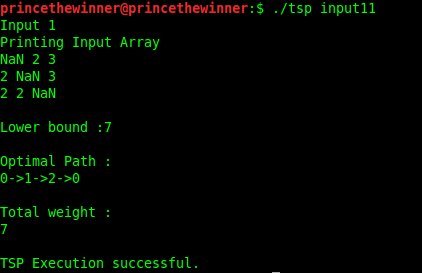 princethewinner@princethewinner:$ ./tsp input11
Input 1
Printing Input Array
NaN 2 3
2 NaN 3
2 2 NaN
Lower bound :7
Optimal Path :
0->1->2->0
Total weight :
7
TSP Execution successful.